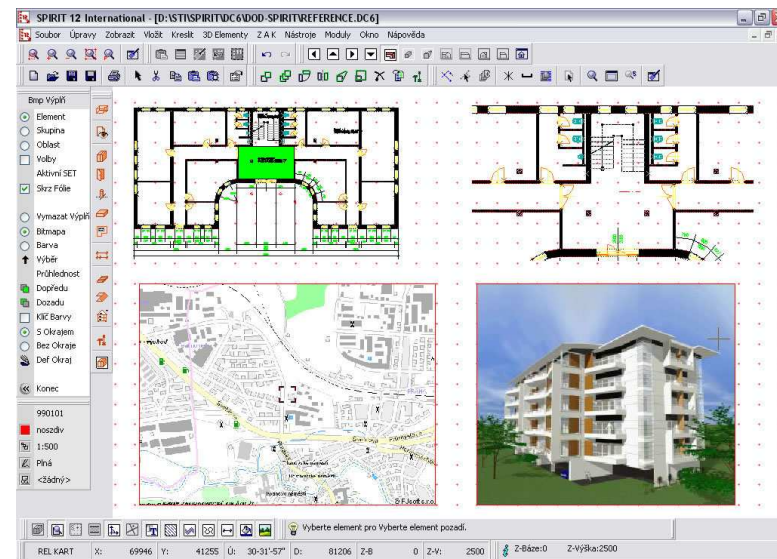 SPIRIT 12 International - [D:\STI\SPIRIT\DC6\DOD-SPIRIT\REFERENCE.DC6]
Soubor Úpravy Zobrazit Vložit Kreslit 3D Elementy Z A K Nástroje Moduly Okno Nápověda
Bmp Výplň
Element
Skupina
Oblast
Volby
Aktivní SET
Skrz Fólie
Vymazat Výplň
Bitmapa
Barva
Výběr
Průhlednost
Dopředu
Dozadu
Klíč Barvy
S Okrajem
Bez Okraje
Def Okraj
Konec
990101
noszdiv
1:500
Plná
<žádný>
Vyberte element pro Vyberte element pozadí.
REL KART X: 69946 Y: 41255 Ú: 30-31'-57" D: 81206 Z-B 0 Z-V: 2500 Z-Báze:0 Z-Výška:2500